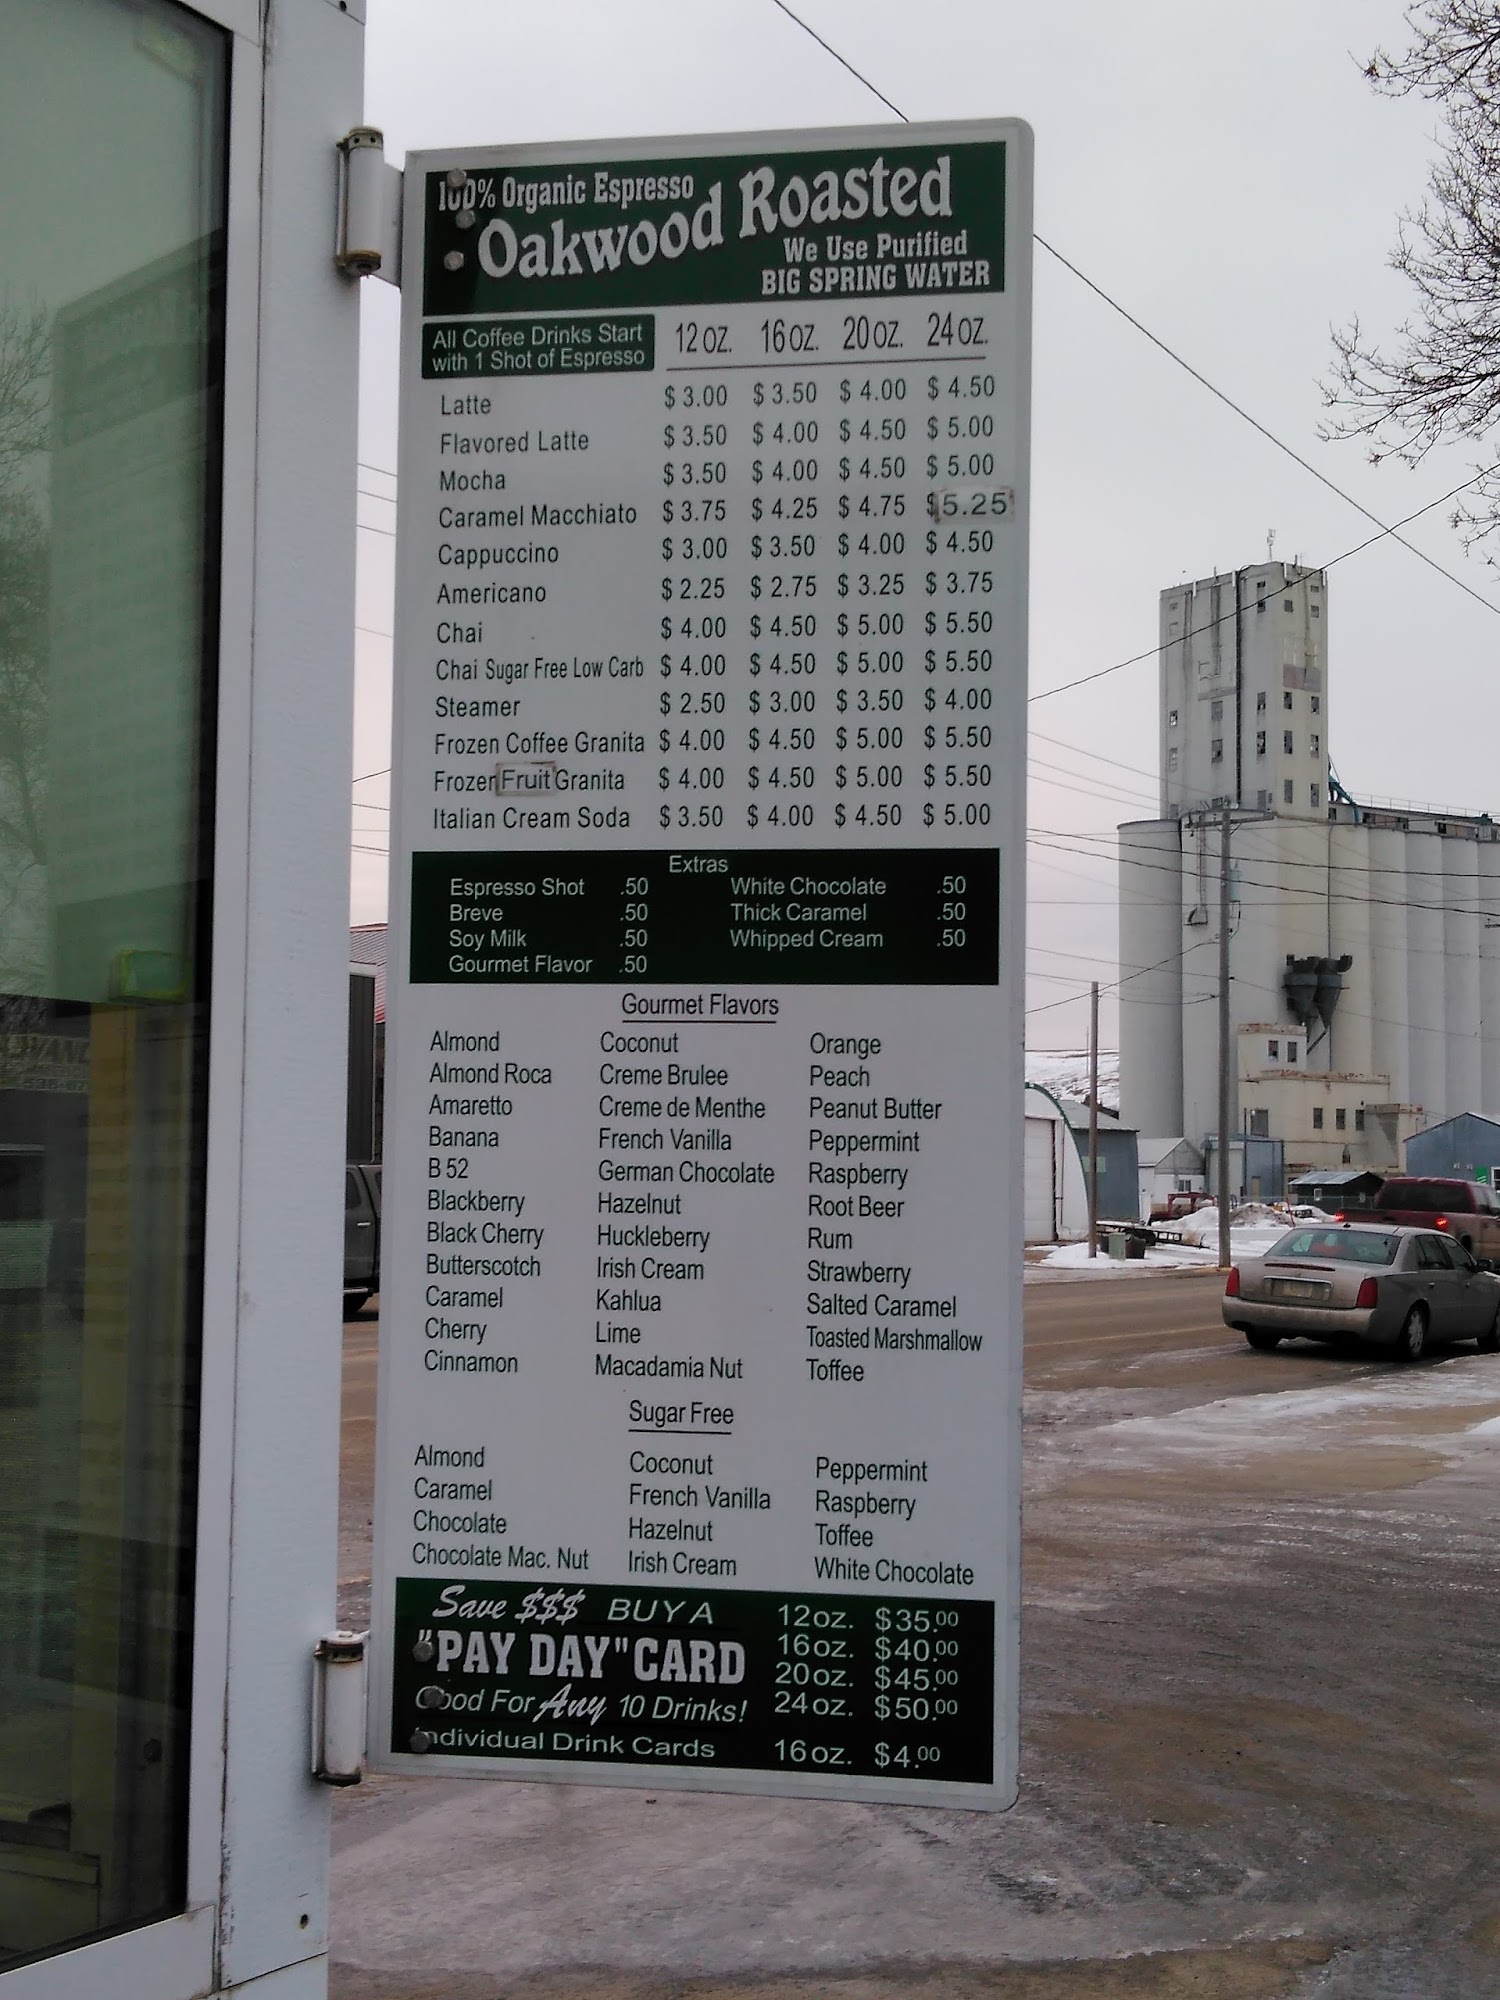 100% Organic Espresso
Oakwood Roasted
We Use Purified
BIG SPRING WATER
All Coffee Drinks Start
with 1 Shot of Espresso
12 OZ. 16 OZ. 20 OZ. 24 OZ.
Latte $ 3.00 $ 3.50 $ 4.00 $ 4.50
Flavored Latte $ 3.50 $ 4.00 $ 4.50 $ 5.00
Mocha $ 3.50 $ 4.00 $ 4.50 $ 5.00
Caramel Macchiato $ 3.75 $ 4.25 $ 4.75 $5.25
Cappuccino $ 3.00 $ 3.50 $ 4.00 $ 4.50
Americano $ 2.25 $ 2.75 $ 3.25 $ 3.75
Chai $ 4.00 $ 4.50 $ 5.00 $ 5.50
Chai Sugar Free Low Carb $ 4.00 $ 4.50 $ 5.00 $ 5.50
Steamer $ 2.50 $ 3.00 $ 3.50 $ 4.00
Frozen Coffee Granita $ 4.00 $ 4.50 $ 5.00 $ 5.50
Frozen Fruit Granita $ 4.00 $ 4.50 $ 5.00 $ 5.50
Italian Cream Soda $ 3.50 $ 4.00 $ 4.50 $ 5.00
Extras
Espresso Shot .50 White Chocolate .50
Breve .50 Thick Caramel .50
Soy Milk .50 Whipped Cream .50
Gourmet Flavor .50
Gourmet Flavors
Almond Coconut Orange
Almond Roca Creme Brulee Peach
Amaretto Creme de Menthe Peanut Butter
Banana French Vanilla Peppermint
B 52 German Chocolate Raspberry
Blackberry Hazelnut Root Beer
Black Cherry Huckleberry Rum
Butterscotch Irish Cream Strawberry
Caramel Kahlua Salted Caramel
Cherry Lime Toasted Marshmallow
Cinnamon Macadamia Nut Toffee
Sugar Free
Almond Coconut Peppermint
Caramel French Vanilla Raspberry
Chocolate Hazelnut Toffee
Chocolate Mac. Nut Irish Cream White Chocolate
Save $$$ BUY A
"PAY DAY" CARD
Good For Any 10 Drinks!
12 oz. $35.00
16 oz. $40.00
20 oz. $45.00
24 oz. $50.00
Individual Drink Cards 16 oz. $4.00